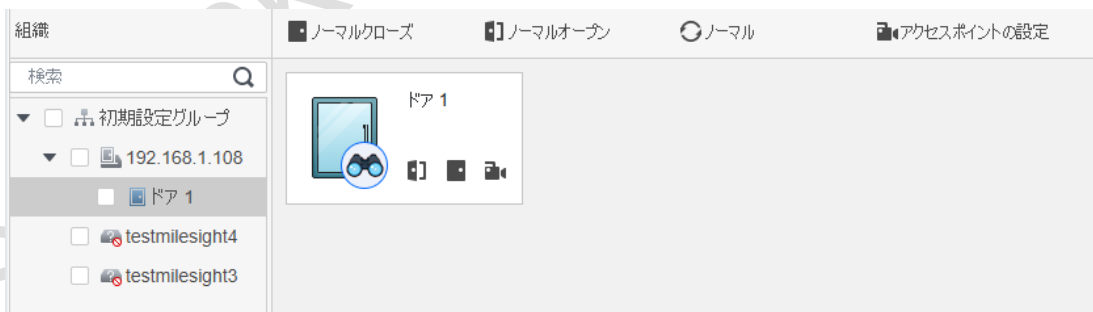 組織
ノーマルクローズ ノーマルオープン ノーマル アクセスポイントの設定
検索
初期設定グループ
192.168.1.108
ドア 1
testmilesight4
testmilesight3
ドア 1